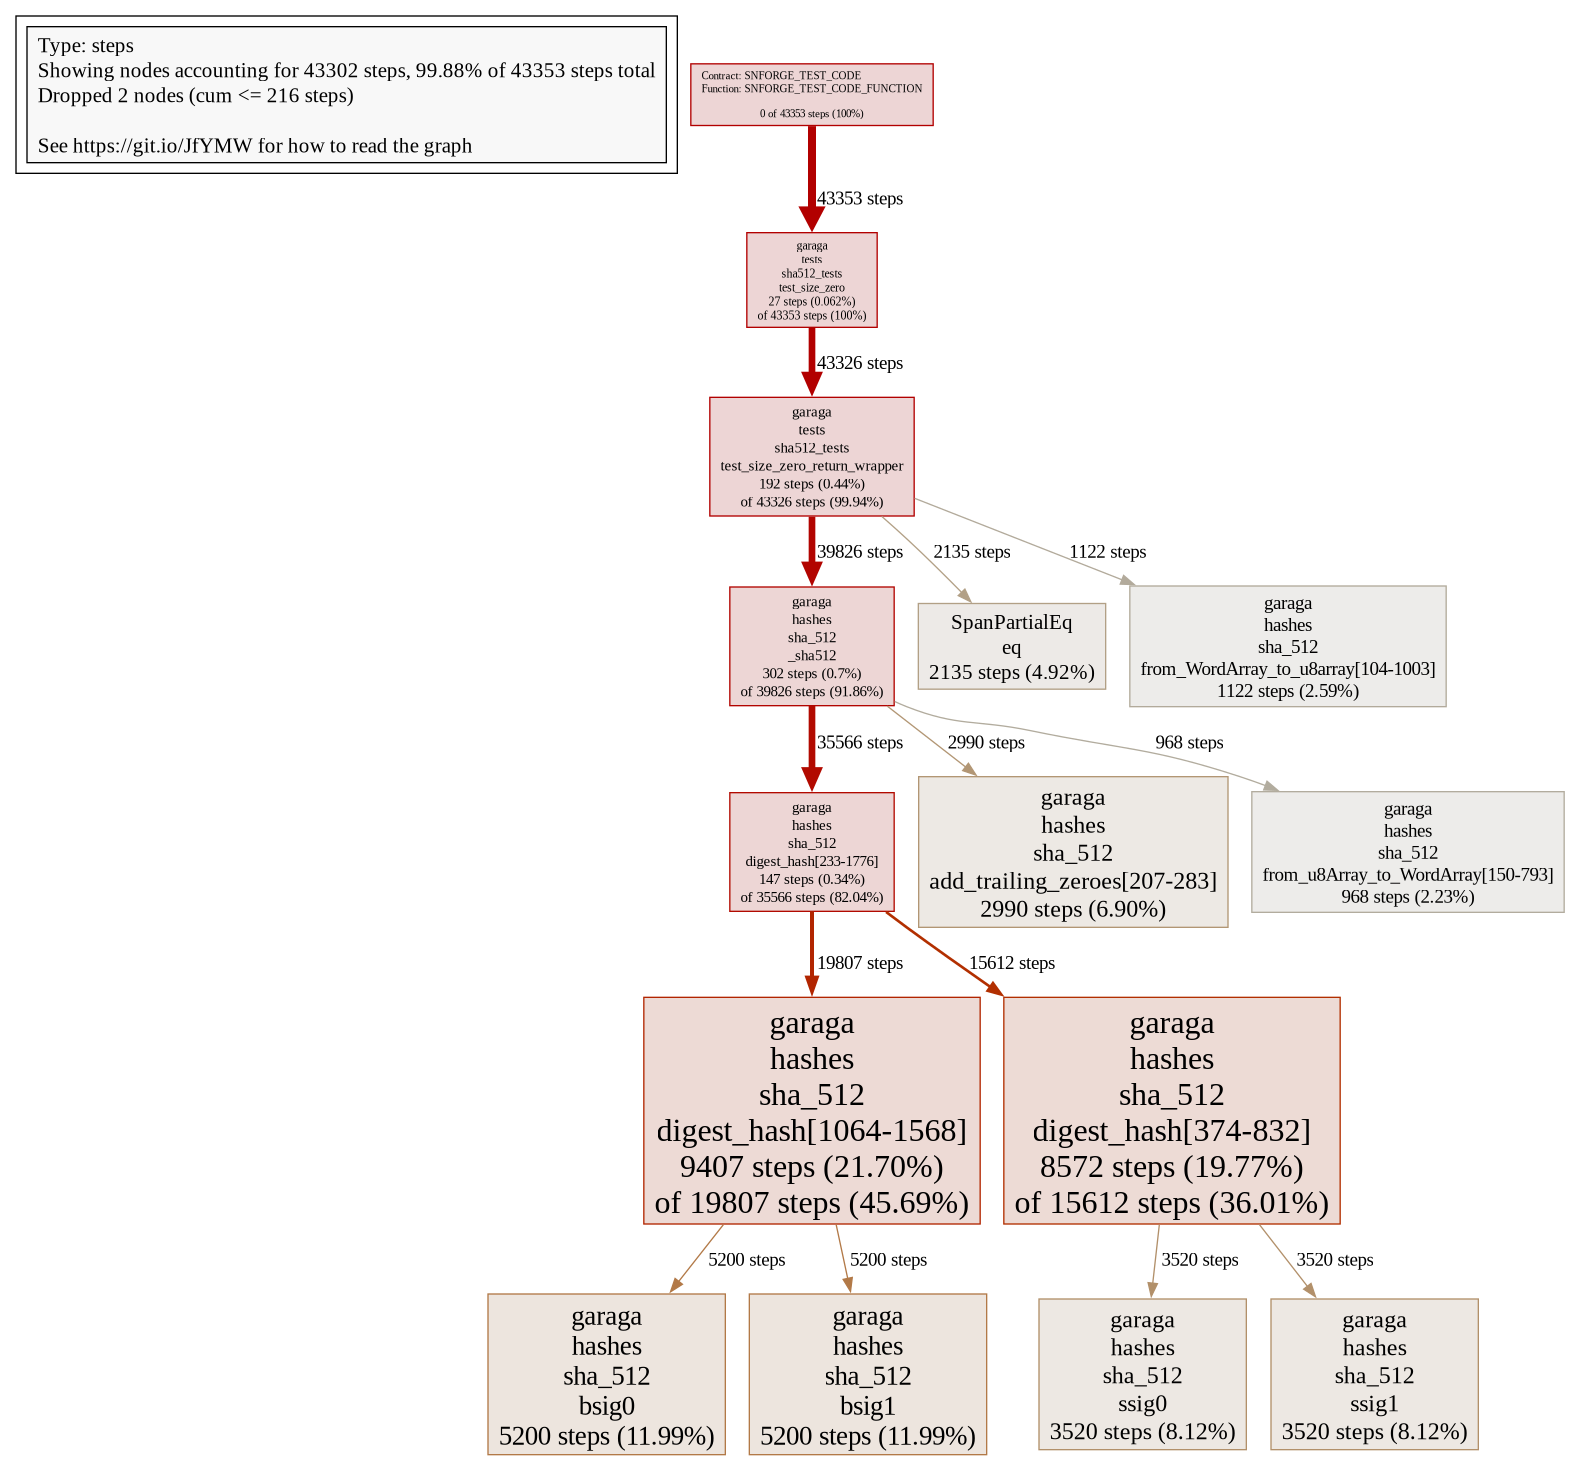 Type: steps
Showing nodes accounting for 43302 steps, 99.88% of 43353 steps total
Dropped 2 nodes (cum <= 216 steps)
See https://git.io/JfYMW for how to read the graph
Contract: SNFORGE_TEST_CODE
Function: SNFORGE_TEST_CODE_FUNCTION
0 of 43353 steps (100%)
43353 steps
garaga
tests
sha512_tests
test_size_zero
27 steps (0.062%)
of 43353 steps (100%)
43326 steps
garaga
tests
sha512_tests
test_size_zero_return_wrapper
192 steps (0.44%)
of 43326 steps (99.94%)
39826 steps
2135 steps
1122 steps
garaga
hashes
sha_512
_sha512
302 steps (0.7%)
of 39826 steps (91.86%)
SpanPartialEq
eq
2135 steps (4.92%)
garaga
hashes
sha_512
from_WordArray_to_u8array[104-1003]
1122 steps (2.59%)
35566 steps
2990 steps
968 steps
garaga
hashes
sha_512
digest_hash[233-1776]
147 steps (0.34%)
of 35566 steps (82.04%)
garaga
hashes
sha_512
add_trailing_zeroes[207-283]
2990 steps (6.90%)
garaga
hashes
sha_512
from_u8Array_to_WordArray[150-793]
968 steps (2.23%)
19807 steps
15612 steps
garaga
hashes
sha_512
digest_hash[1064-1568]
9407 steps (21.70%)
of 19807 steps (45.69%)
garaga
hashes
sha_512
digest_hash[374-832]
8572 steps (19.77%)
of 15612 steps (36.01%)
5200 steps
5200 steps
3520 steps
3520 steps
garaga
hashes
sha_512
bsig0
5200 steps (11.99%)
garaga
hashes
sha_512
bsig1
5200 steps (11.99%)
garaga
hashes
sha_512
ssig0
3520 steps (8.12%)
garaga
hashes
sha_512
ssig1
3520 steps (8.12%)